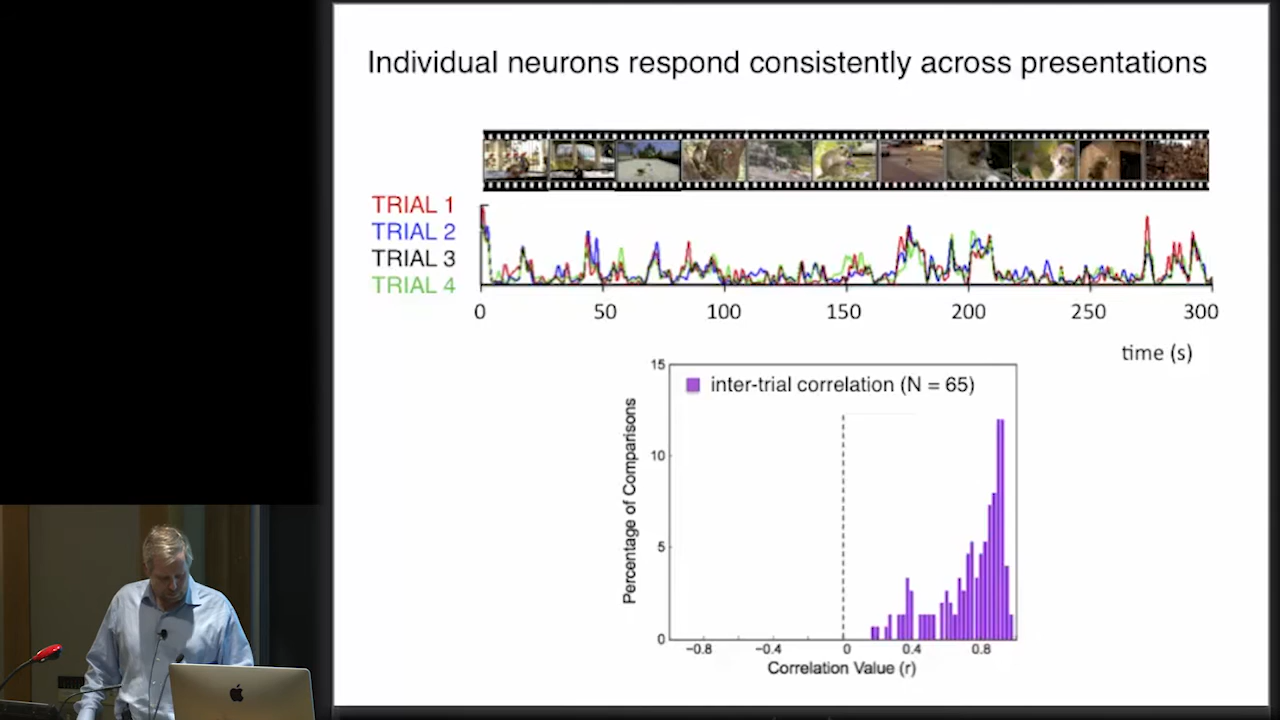 Individual neurons respond consistently across presentations
TRIAL 1
TRIAL 2
TRIAL 3
TRIAL 4
0 50 100 150 200 250 300
time (s)
15
inter-trial correlation (N = 65)
10
5
0
Percentage of Comparisons
−0.8 −0.4 0 0.4 0.8
Correlation Value (r)